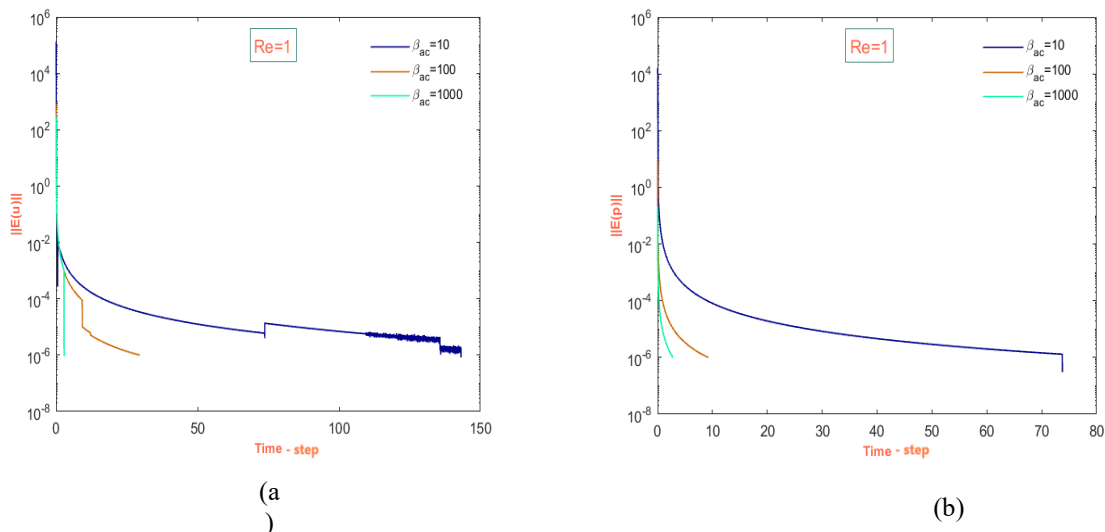 10^6
10^4
10^2
10^0
10^-2
10^-4
10^-6
10^-8
||E(u)||
Re=1
β_ac=10
β_ac=100
β_ac=1000
0 50 100 150
Time - step
(a
)
10^6
10^4
10^2
10^0
10^-2
10^-4
10^-6
10^-8
||E(p)||
Re=1
β_ac=10
β_ac=100
β_ac=1000
0 10 20 30 40 50 60 70 80
Time - step
(b)